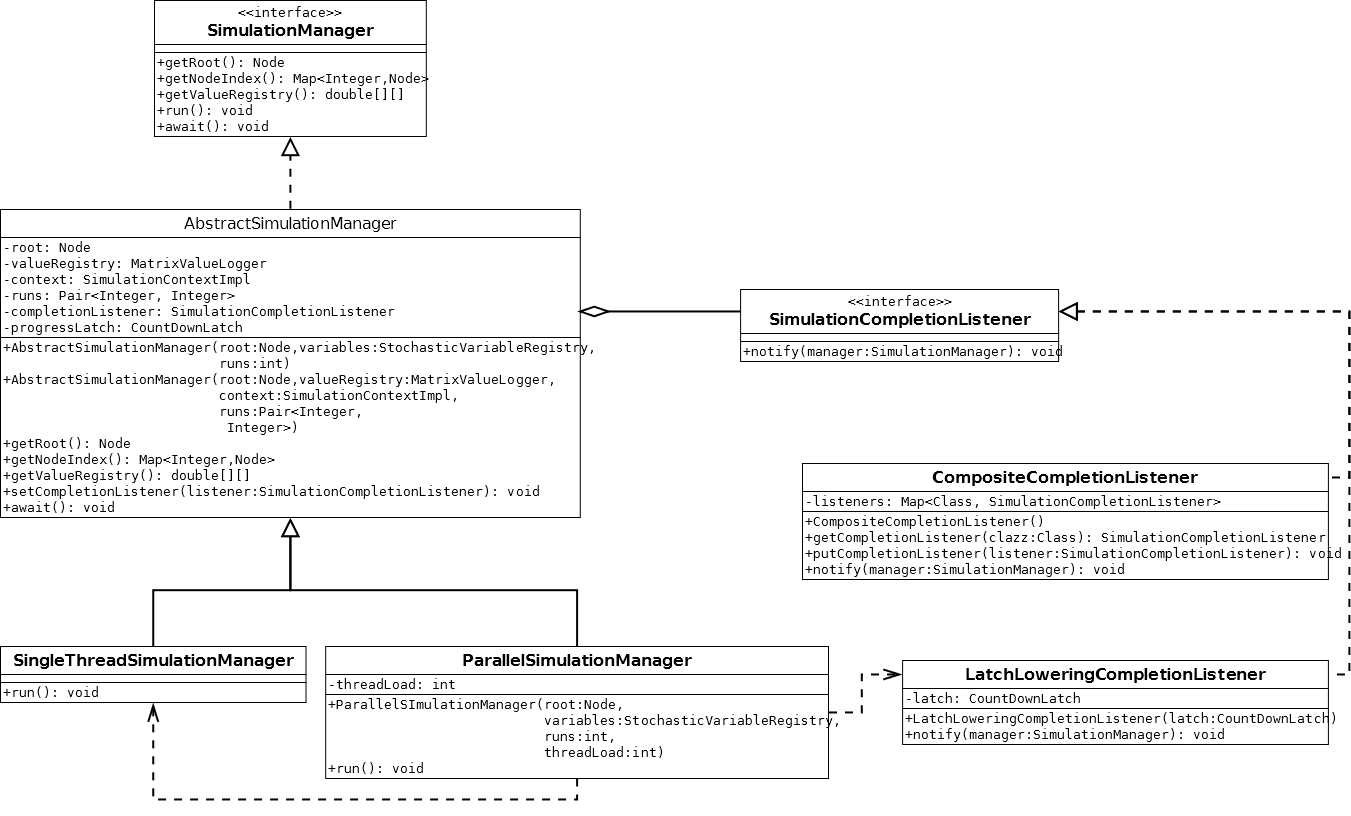 <<interface>>
SimulationManager
+getRoot(): Node
+getNodeIndex(): Map<Integer,Node>
+getValueRegistry(): double[][]
+run(): void
+await(): void
AbstractSimulationManager
-root: Node
-valueRegistry: MatrixValueLogger
-context: SimulationContextImpl
-runs: Pair<Integer, Integer>
-completionListener: SimulationCompletionListener
-progressLatch: CountDownLatch
+AbstractSimulationManager(root:Node,variables:StochasticVariableRegistry,
runs:int)
+AbstractSimulationManager(root:Node,valueRegistry:MatrixValueLogger,
context:SimulationContextImpl,
runs:Pair<Integer,
Integer>)
+getRoot(): Node
+getNodeIndex(): Map<Integer,Node>
+getValueRegistry(): double[][]
+setCompletionListener(listener:SimulationCompletionListener): void
+await(): void
<<interface>>
SimulationCompletionListener
+notify(manager:SimulationManager): void
CompositeCompletionListener
-listeners: Map<Class, SimulationCompletionListener>
+CompositeCompletionListener()
+getCompletionListener(clazz:Class): SimulationCompletionListener
+putCompletionListener(listener:SimulationCompletionListener): void
+notify(manager:SimulationManager): void
SingleThreadSimulationManager
+run(): void
ParallelSimulationManager
-threadLoad: int
+ParallelSImulationManager(root:Node,
variables:StochasticVariableRegistry,
runs:int,
threadLoad:int)
+run(): void
LatchLoweringCompletionListener
-latch: CountDownLatch
+LatchLoweringCompletionListener(latch:CountDownLatch)
+notify(manager:SimulationManager): void